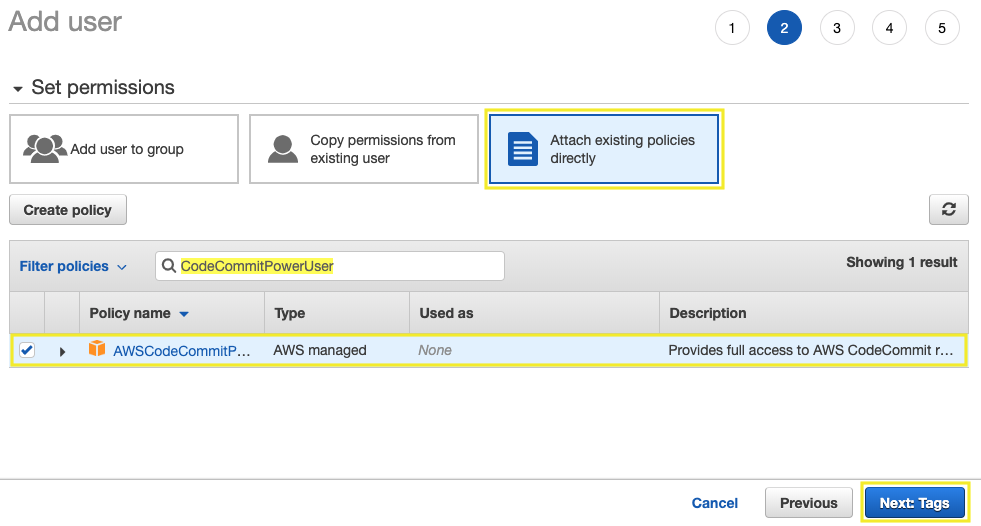 Add user
1 2 3 4 5
Set permissions
Add user to group
Copy permissions from
existing user
Attach existing policies
directly
Create policy
Filter policies
CodeCommitPowerUser
Showing 1 result
Policy name Type Used as Description
AWSCodeCommitP... AWS managed None Provides full access to AWS CodeCommit r...
Cancel Previous Next: Tags